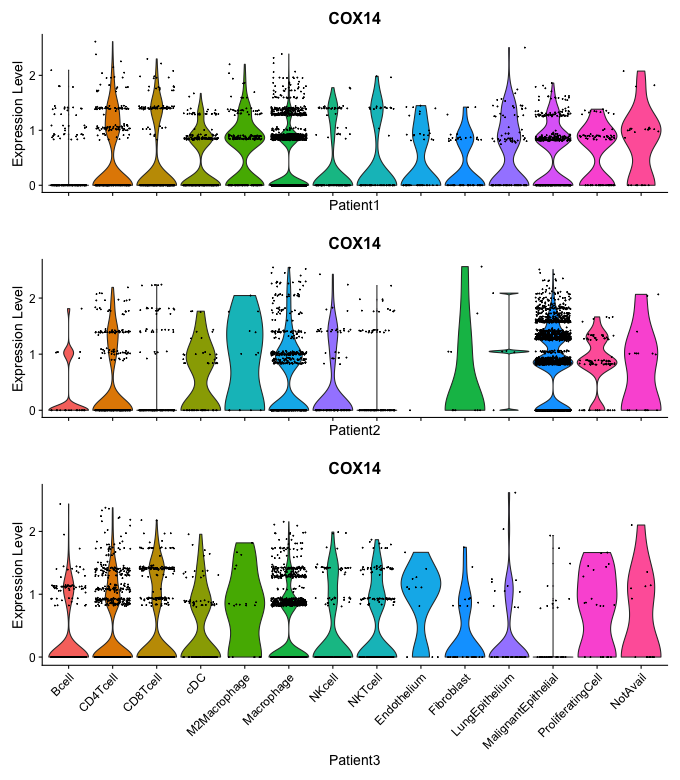 COX14
Expression Level
2
1
0
Patient1
COX14
Expression Level
2
1
0
Patient2
COX14
Expression Level
2
1
0
Bcell
CD4Tcell
CD8Tcell
cDC
M2Macrophage
Macrophage
NKcell
NKTcell
Endothelium
Fibroblast
LungEpithelium
MalignantEpithelial
ProliferatingCell
NotAvail
Patient3